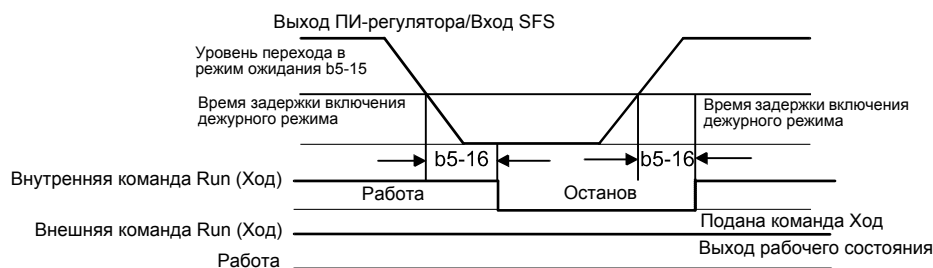 Выход ПИ-регулятора/Вход SFS
Уровень перехода в
режим ожидания b5-15
Время задержки включения
дежурного режима
Время задержки включения
дежурного режима
b5-16
b5-16
Внутренняя команда Run (Ход)
Работа
Останов
Подана команда Ход
Внешняя команда Run (Ход)
Выход рабочего состояния
Работа